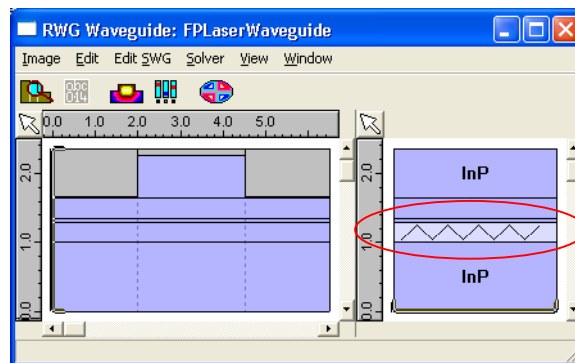 RWG Waveguide: FPLaserWaveguide
Image Edit Edit SWG Solver View Window
abc
0.0 1.0 2.0 3.0 4.0 5.0
2.0
1.0
0.0
2.0
1.0
0.0
InP
InP